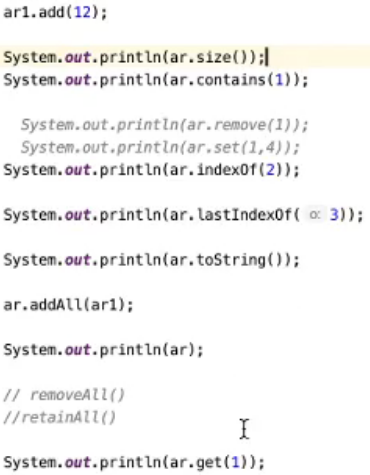 ar1.add(12);
System.out.println(ar.size());
System.out.println(ar.contains(1));
System.out.println(ar.remove(1));
System.out.println(ar.set(1,4));
System.out.println(ar.indexOf(2));
System.out.println(ar.lastIndexOf( o: 3));
System.out.println(ar.toString());
ar.addAll(ar1);
System.out.println(ar);
// removeAll()
//retainAll()
System.out.println(ar.get(1));